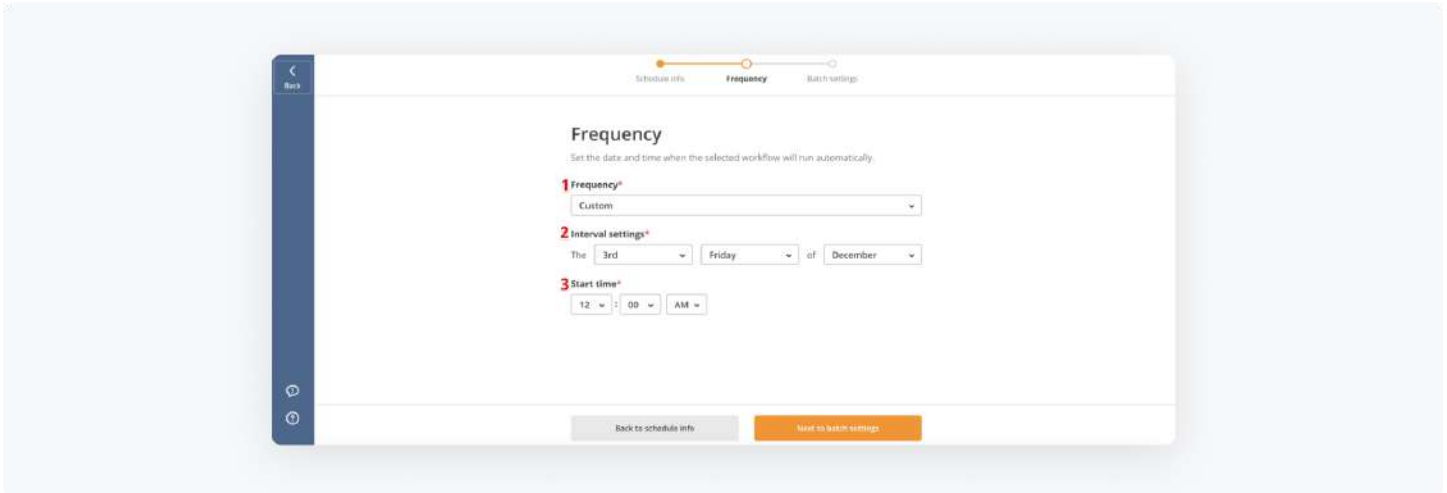 Back
Schedule info Frequency Batch settings
Frequency
Set the date and time when the selected workflow will run automatically.
1 Frequency*
Custom
2 Interval settings*
The 3rd Friday of December
3 Start time*
12 : 00 AM
Back to schedule info Next to batch settings